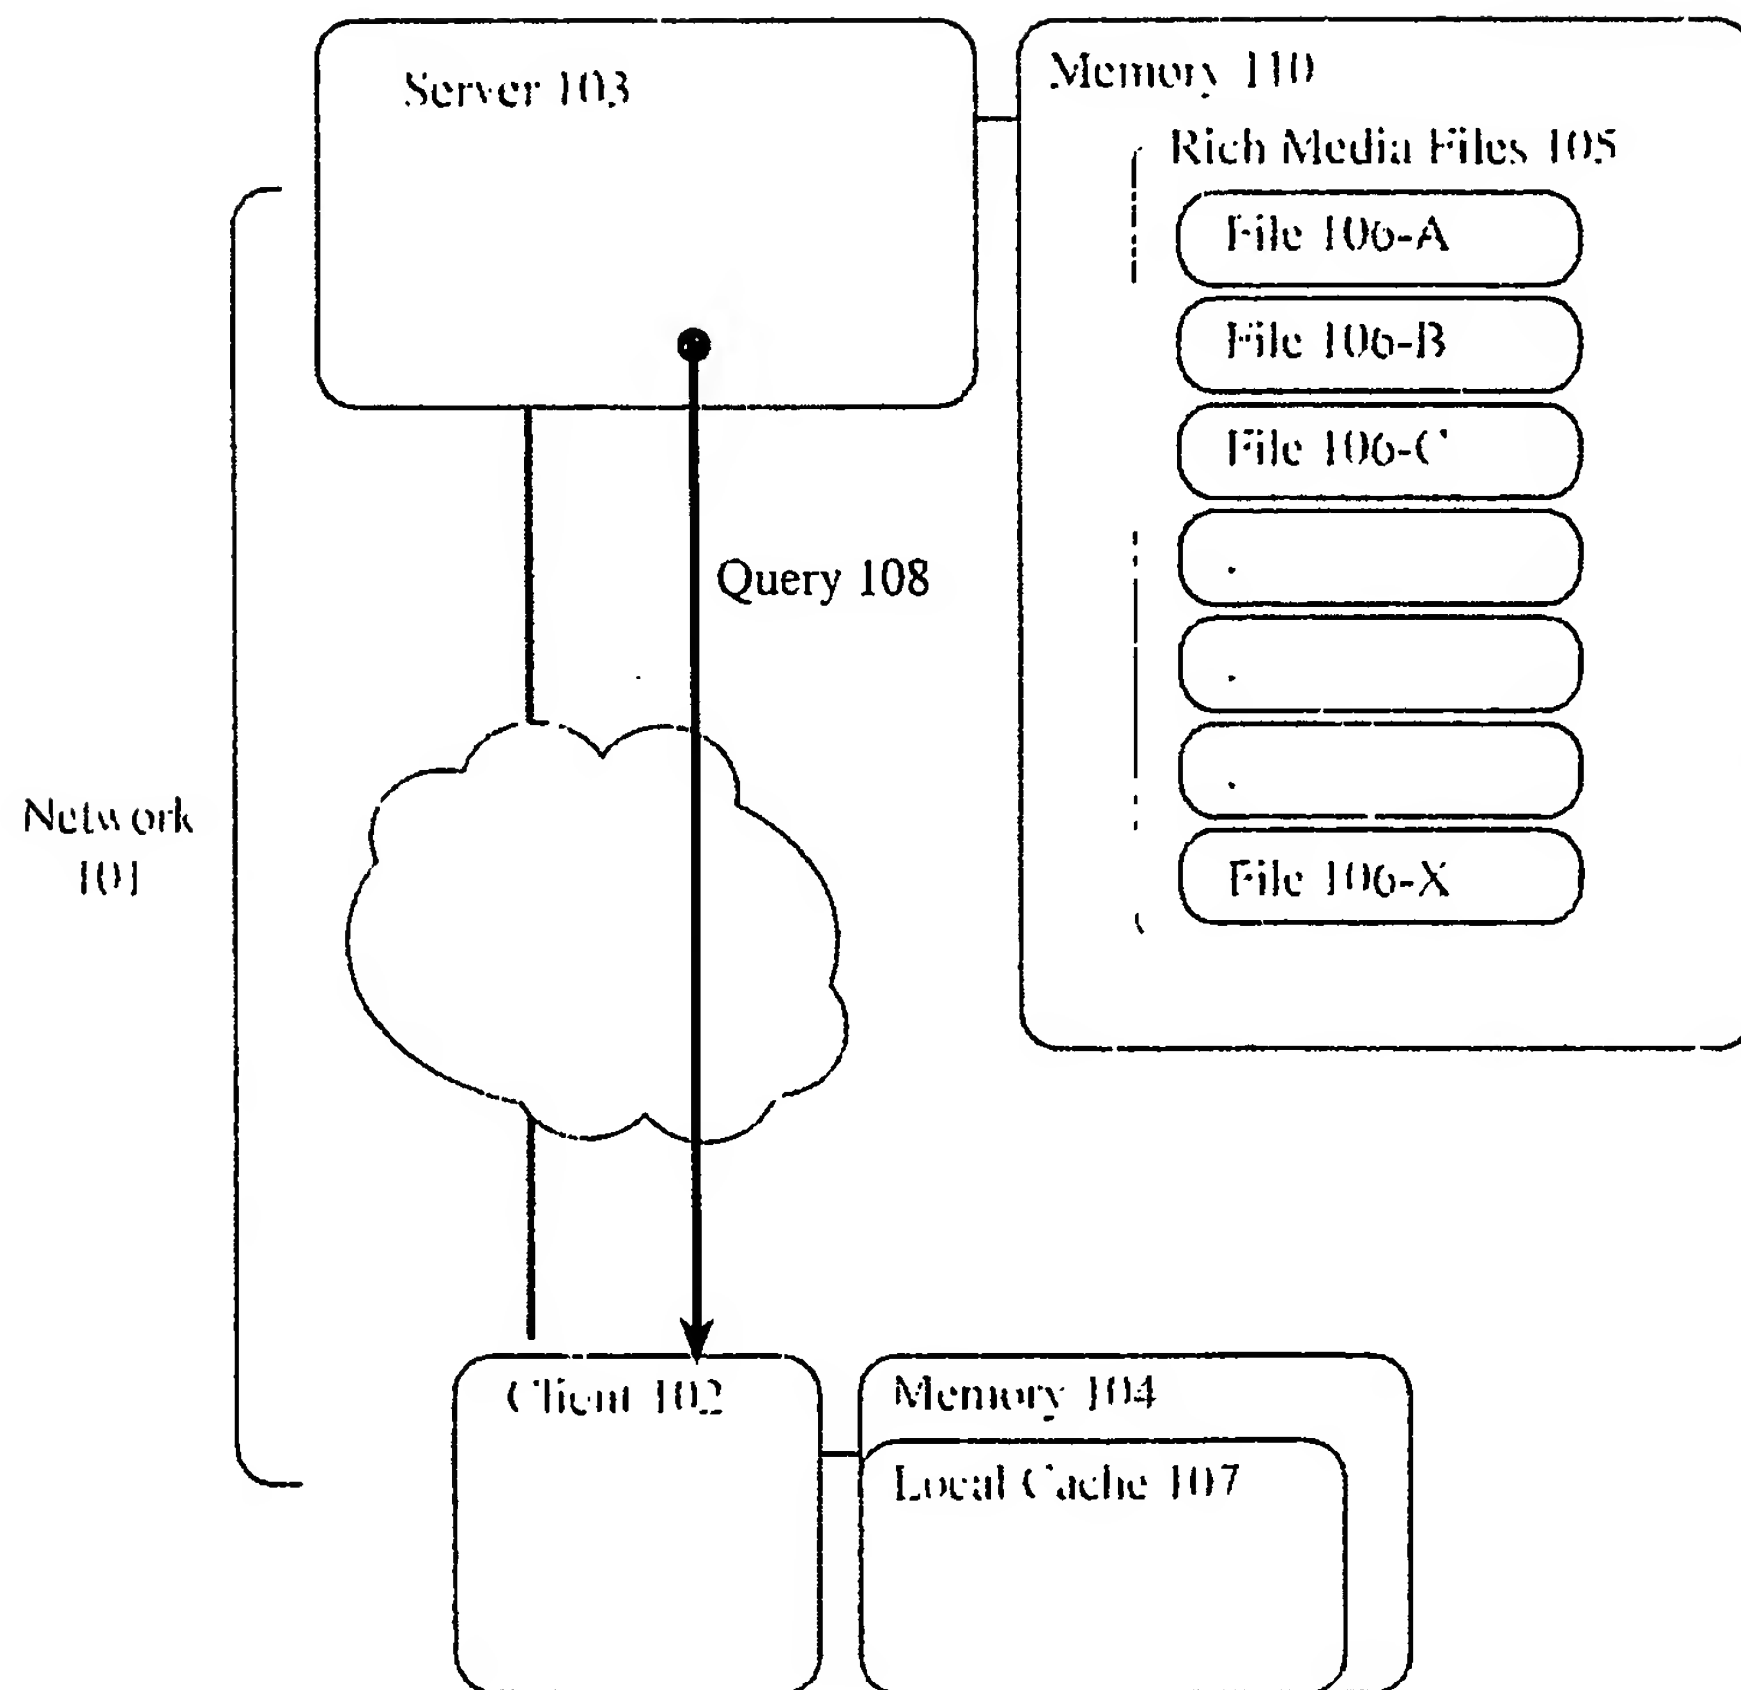 Server 103
Memory 110
Rich Media Files 105
File 106-A
File 106-B
File 106-C
.
.
.
File 106-X
Query 108
Network
101
Client 102
Memory 104
Local Cache 107